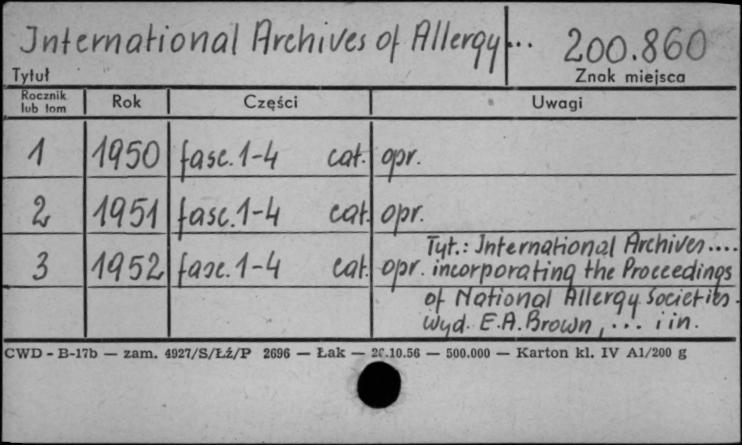 International Archives of Allergy... 200.860
Tytuł Znak miejsca
Rocznik lub tom Rok Części Uwagi
1 1950 fasc. 1-4 cat. opr.
2 1951 fasc. 1-4 cat. opr.
Tyt.: International Archives....
3 1952 fasc. 1-4 cat. opr. incorporating the Proceedings
of National Allergy Societies.
Wyd. E.A. Brown, ... i in.
CWD - B-17b — zam. 4927/S/Łż/P 2696 — Łak — 20.10.56 — 500.000 — Karton kl. IV A1/200 g